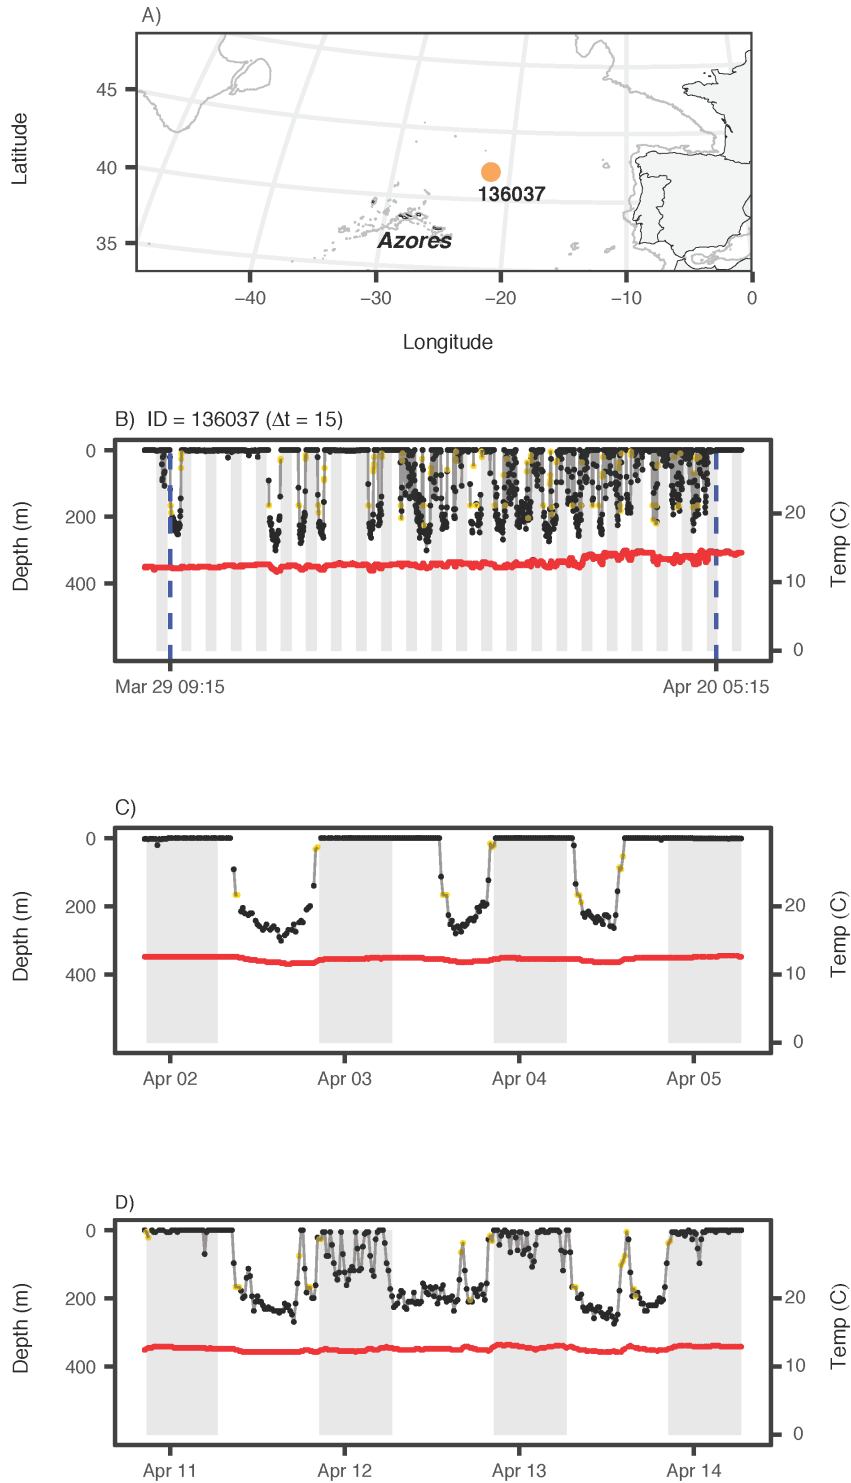 A)
Latitude
45
40
35
136037
Azores
−40
−30
−20
−10
0
Longitude
B) ID = 136037 (Δt = 15)
Depth (m)
0
200
400
20
10
0
Temp (C)
Mar 29 09:15
Apr 20 05:15
C)
Depth (m)
0
200
400
20
10
0
Temp (C)
Apr 02
Apr 03
Apr 04
Apr 05
D)
Depth (m)
0
200
400
20
10
0
Temp (C)
Apr 11
Apr 12
Apr 13
Apr 14